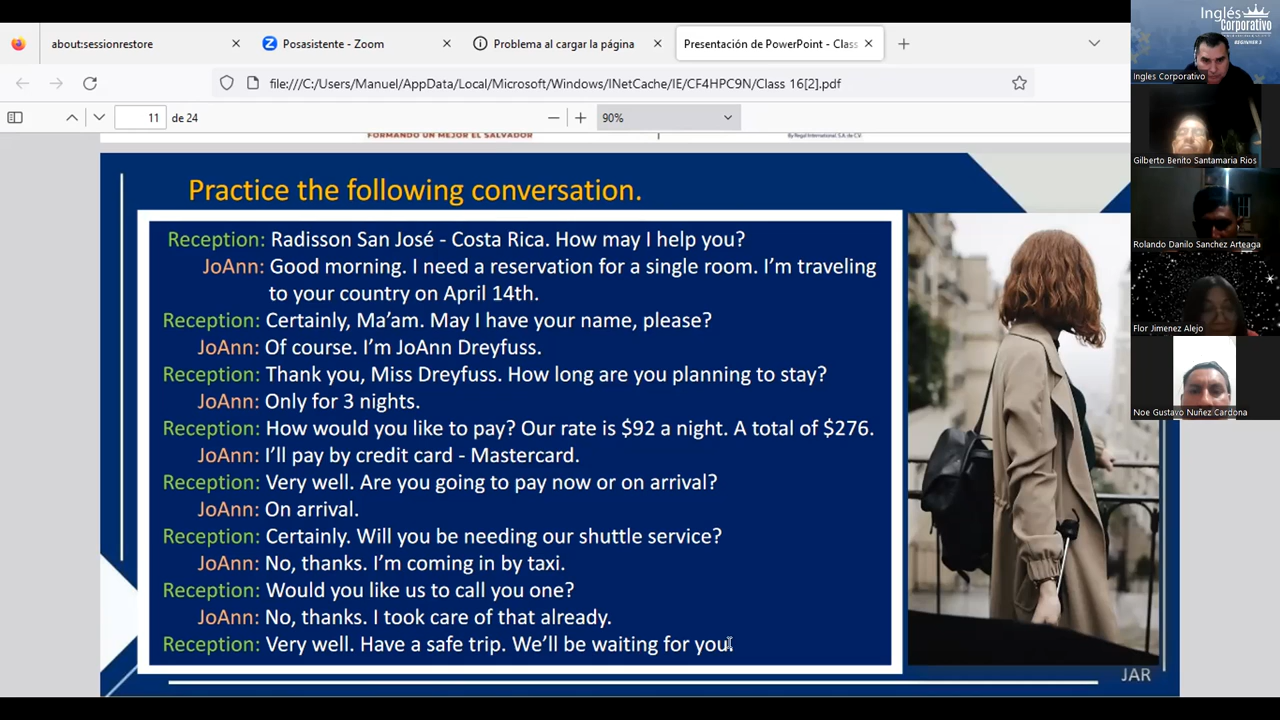 about:sessionrestore
Posasistente - Zoom
Problema al cargar la página
Presentación de PowerPoint - Class
file:///C:/Users/Manuel/AppData/Local/Microsoft/Windows/INetCache/IE/CF4HPC9N/Class 16[2].pdf
11 de 24
90%
FORMANDO UN MEJOR EL SALVADOR
By Regal International, S.A. de C.V.
Practice the following conversation.
Reception: Radisson San José - Costa Rica. How may I help you?
JoAnn: Good morning. I need a reservation for a single room. I’m traveling
to your country on April 14th.
Reception: Certainly, Ma’am. May I have your name, please?
JoAnn: Of course. I’m JoAnn Dreyfuss.
Reception: Thank you, Miss Dreyfuss. How long are you planning to stay?
JoAnn: Only for 3 nights.
Reception: How would you like to pay? Our rate is $92 a night. A total of $276.
JoAnn: I’ll pay by credit card - Mastercard.
Reception: Very well. Are you going to pay now or on arrival?
JoAnn: On arrival.
Reception: Certainly. Will you be needing our shuttle service?
JoAnn: No, thanks. I’m coming in by taxi.
Reception: Would you like us to call you one?
JoAnn: No, thanks. I took care of that already.
Reception: Very well. Have a safe trip. We’ll be waiting for you.
JAR
Inglés
Corporativo
BEGINNER 2
Ingles Corporativo
Gilberto Benito Santamaria Rios
Rolando Danilo Sanchez Arteaga
Flor Jimenez Alejo
Noe Gustavo Nuñez Cardona